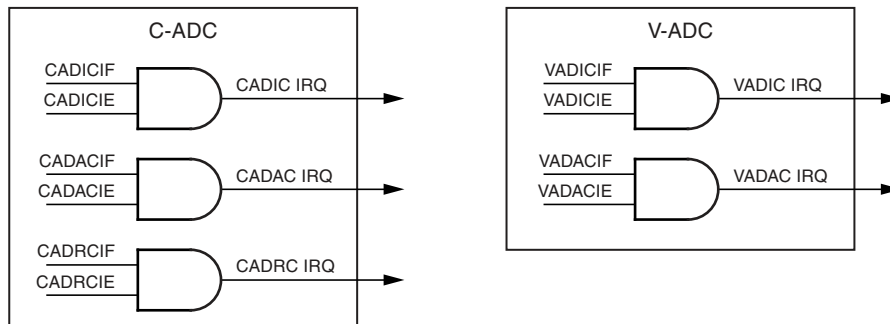 C-ADC
CADICIF
CADICIE
CADIC IRQ
CADACIF
CADACIE
CADAC IRQ
CADRCIF
CADRCIE
CADRC IRQ
V-ADC
VADICIF
VADICIE
VADIC IRQ
VADACIF
VADACIE
VADAC IRQ